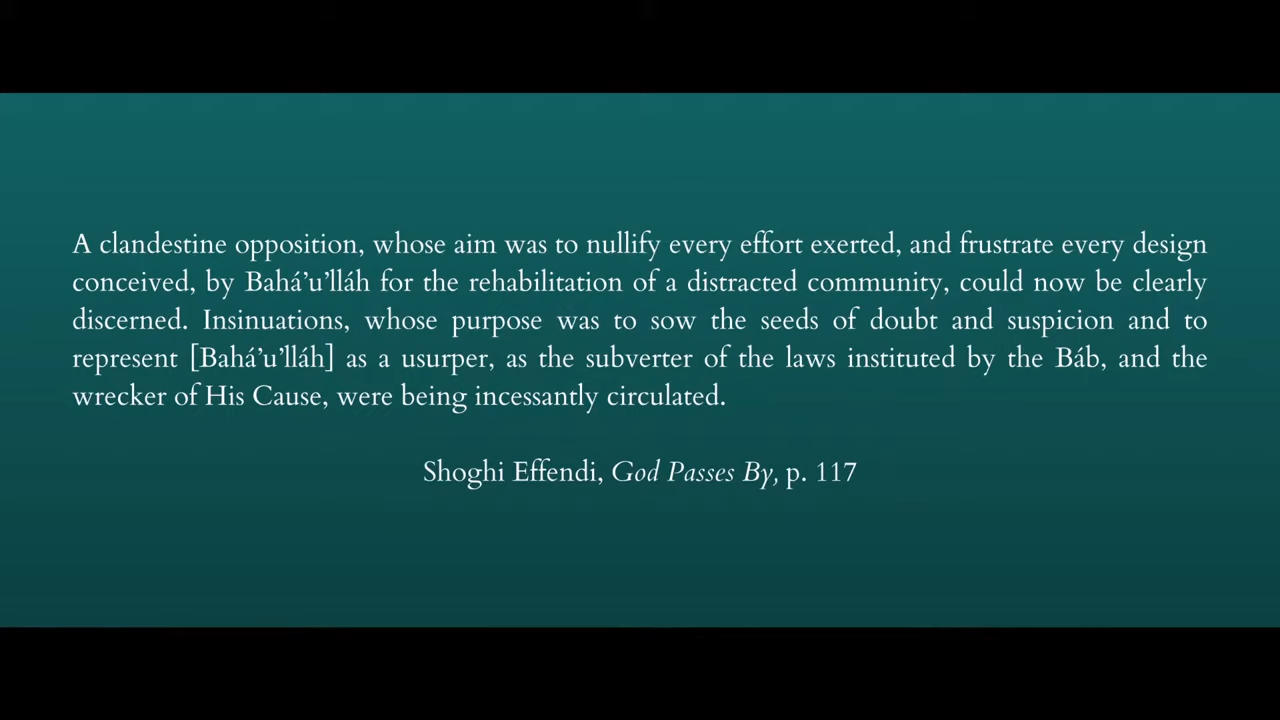 A clandestine opposition, whose aim was to nullify every effort exerted, and frustrate every design
conceived, by Bahá’u’lláh for the rehabilitation of a distracted community, could now be clearly
discerned. Insinuations, whose purpose was to sow the seeds of doubt and suspicion and to
represent [Bahá’u’lláh] as a usurper, as the subverter of the laws instituted by the Báb, and the
wrecker of His Cause, were being incessantly circulated.
Shoghi Effendi, God Passes By, p. 117